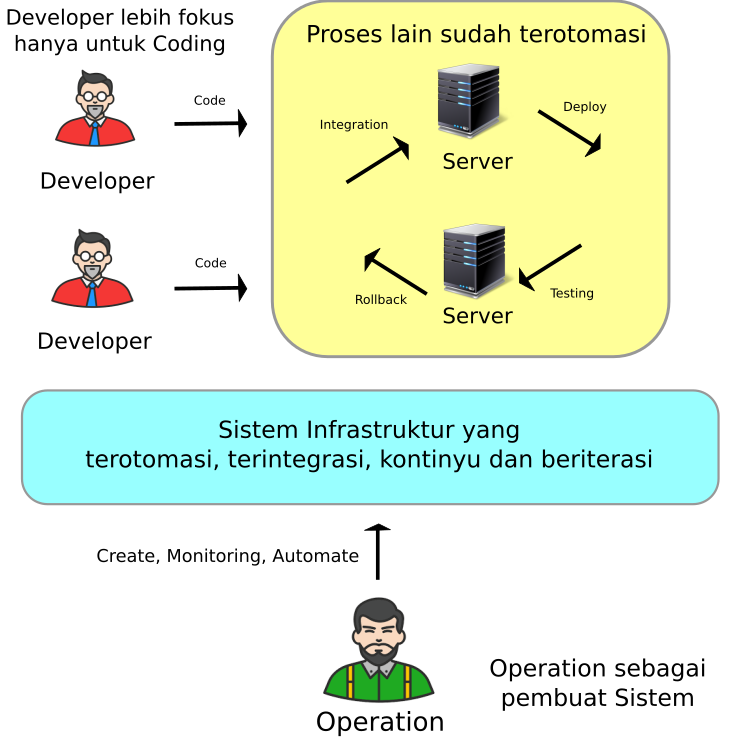 Developer lebih fokus
hanya untuk Coding
Proses lain sudah terotomasi
Code
Developer
Integration
Server
Deploy
Code
Developer
Rollback
Server
Testing
Sistem Infrastruktur yang
terotomasi, terintegrasi, kontinyu dan beriterasi
Create, Monitoring, Automate
Operation
Operation sebagai
pembuat Sistem